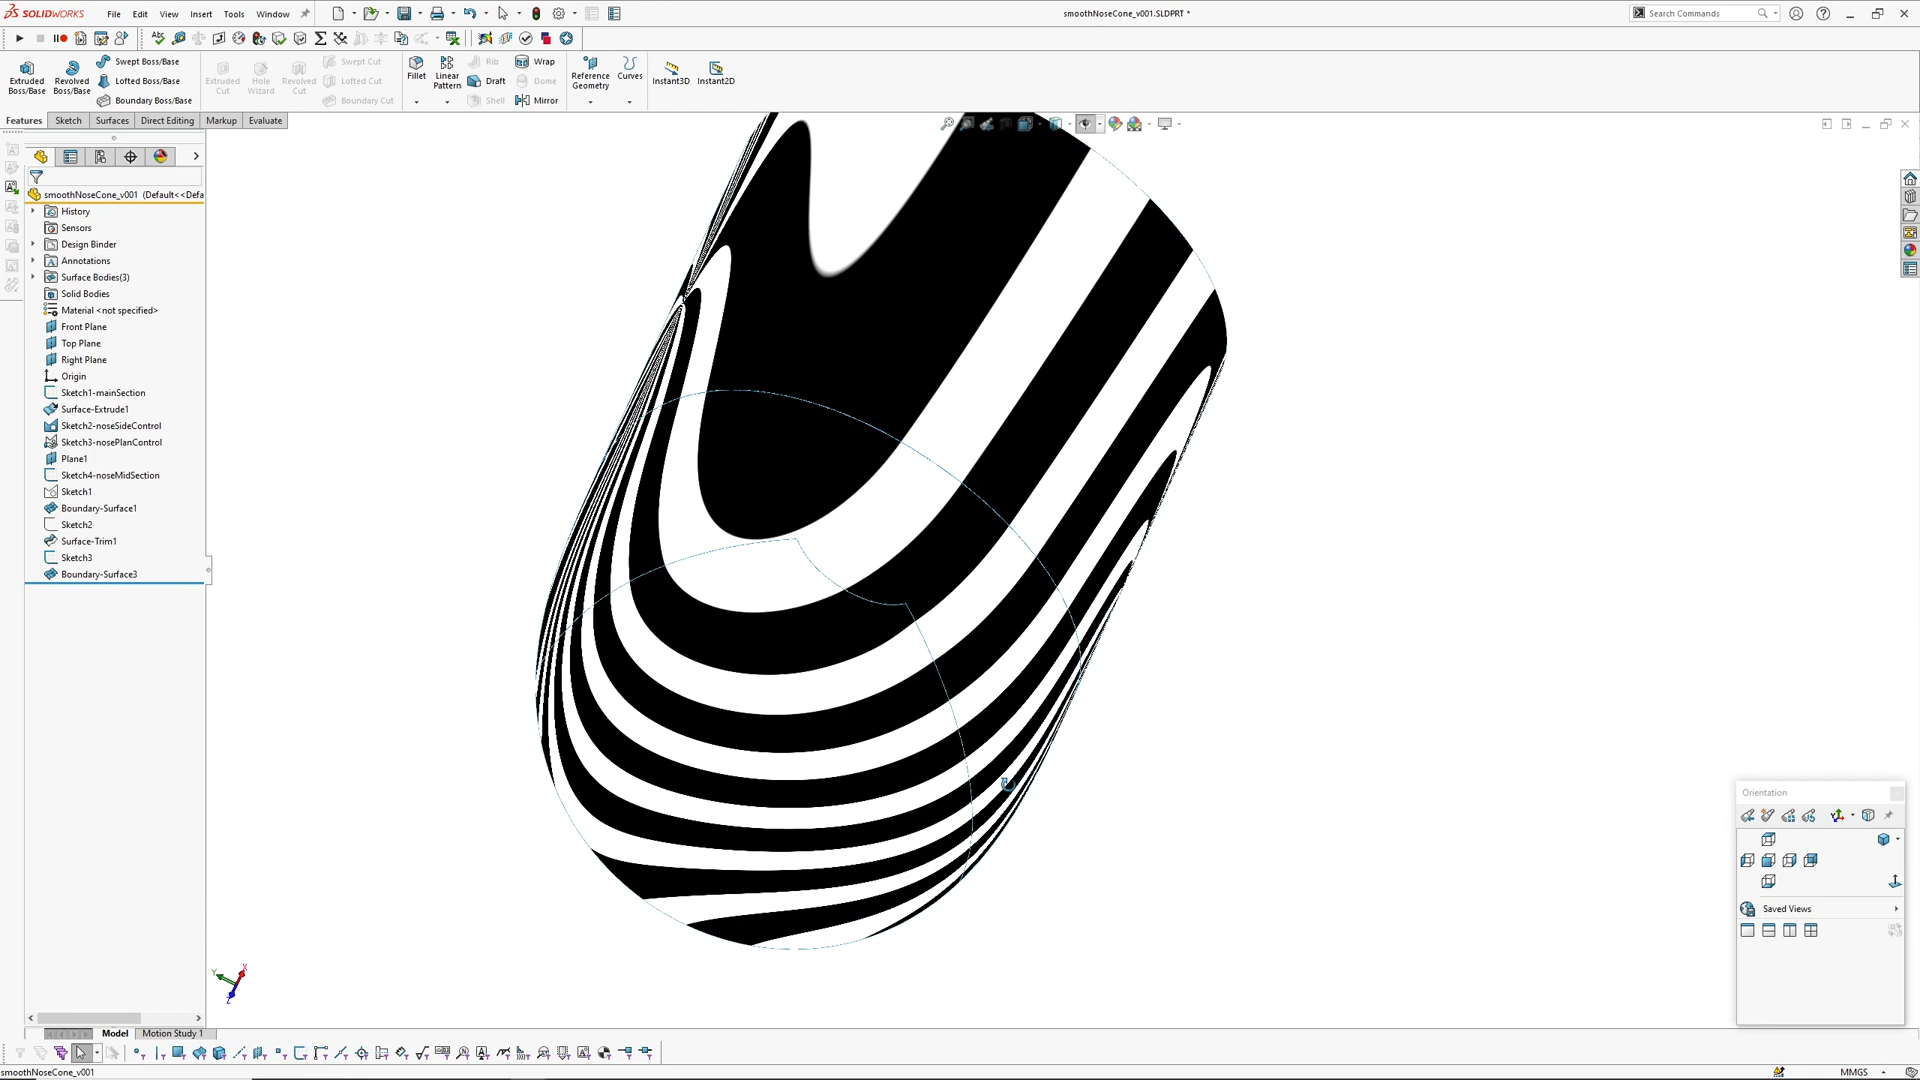 SOLIDWORKS
File Edit View Insert Tools Window
smoothNoseCone_v001.SLDPRT *
Search Commands
Extruded Boss/Base
Revolved Boss/Base
Swept Boss/Base
Lofted Boss/Base
Boundary Boss/Base
Extruded Cut
Hole Wizard
Revolved Cut
Swept Cut
Lofted Cut
Boundary Cut
Fillet
Linear Pattern
Rib
Draft
Shell
Wrap
Dome
Mirror
Reference Geometry
Curves
Instant3D
Instant2D
Features Sketch Surfaces Direct Editing Markup Evaluate
smoothNoseCone_v001 (Default<<Defa
History
Sensors
Design Binder
Annotations
Surface Bodies(3)
Solid Bodies
Material <not specified>
Front Plane
Top Plane
Right Plane
Origin
Sketch1-mainSection
Surface-Extrude1
Sketch2-noseSideControl
Sketch3-nosePlanControl
Plane1
Sketch4-noseMidSection
Sketch1
Boundary-Surface1
Sketch2
Surface-Trim1
Sketch3
Boundary-Surface3
Orientation
Saved Views
Y X Z
Model Motion Study 1
smoothNoseCone_v001
MMGS